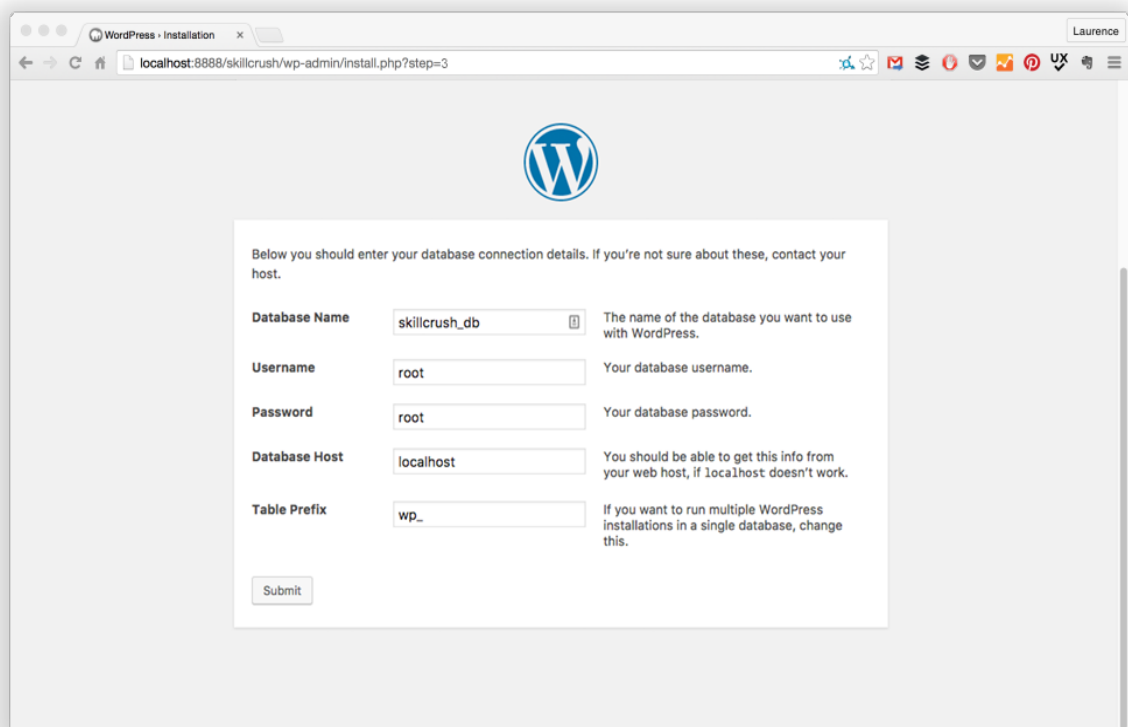 WordPress › Installation
Laurence
localhost:8888/skillcrush/wp-admin/install.php?step=3
UX
Below you should enter your database connection details. If you're not sure about these, contact your
host.
Database Name
skillcrush_db
The name of the database you want to use
with WordPress.
Username
root
Your database username.
Password
root
Your database password.
Database Host
localhost
You should be able to get this info from
your web host, if localhost doesn't work.
Table Prefix
wp_
If you want to run multiple WordPress
installations in a single database, change
this.
Submit